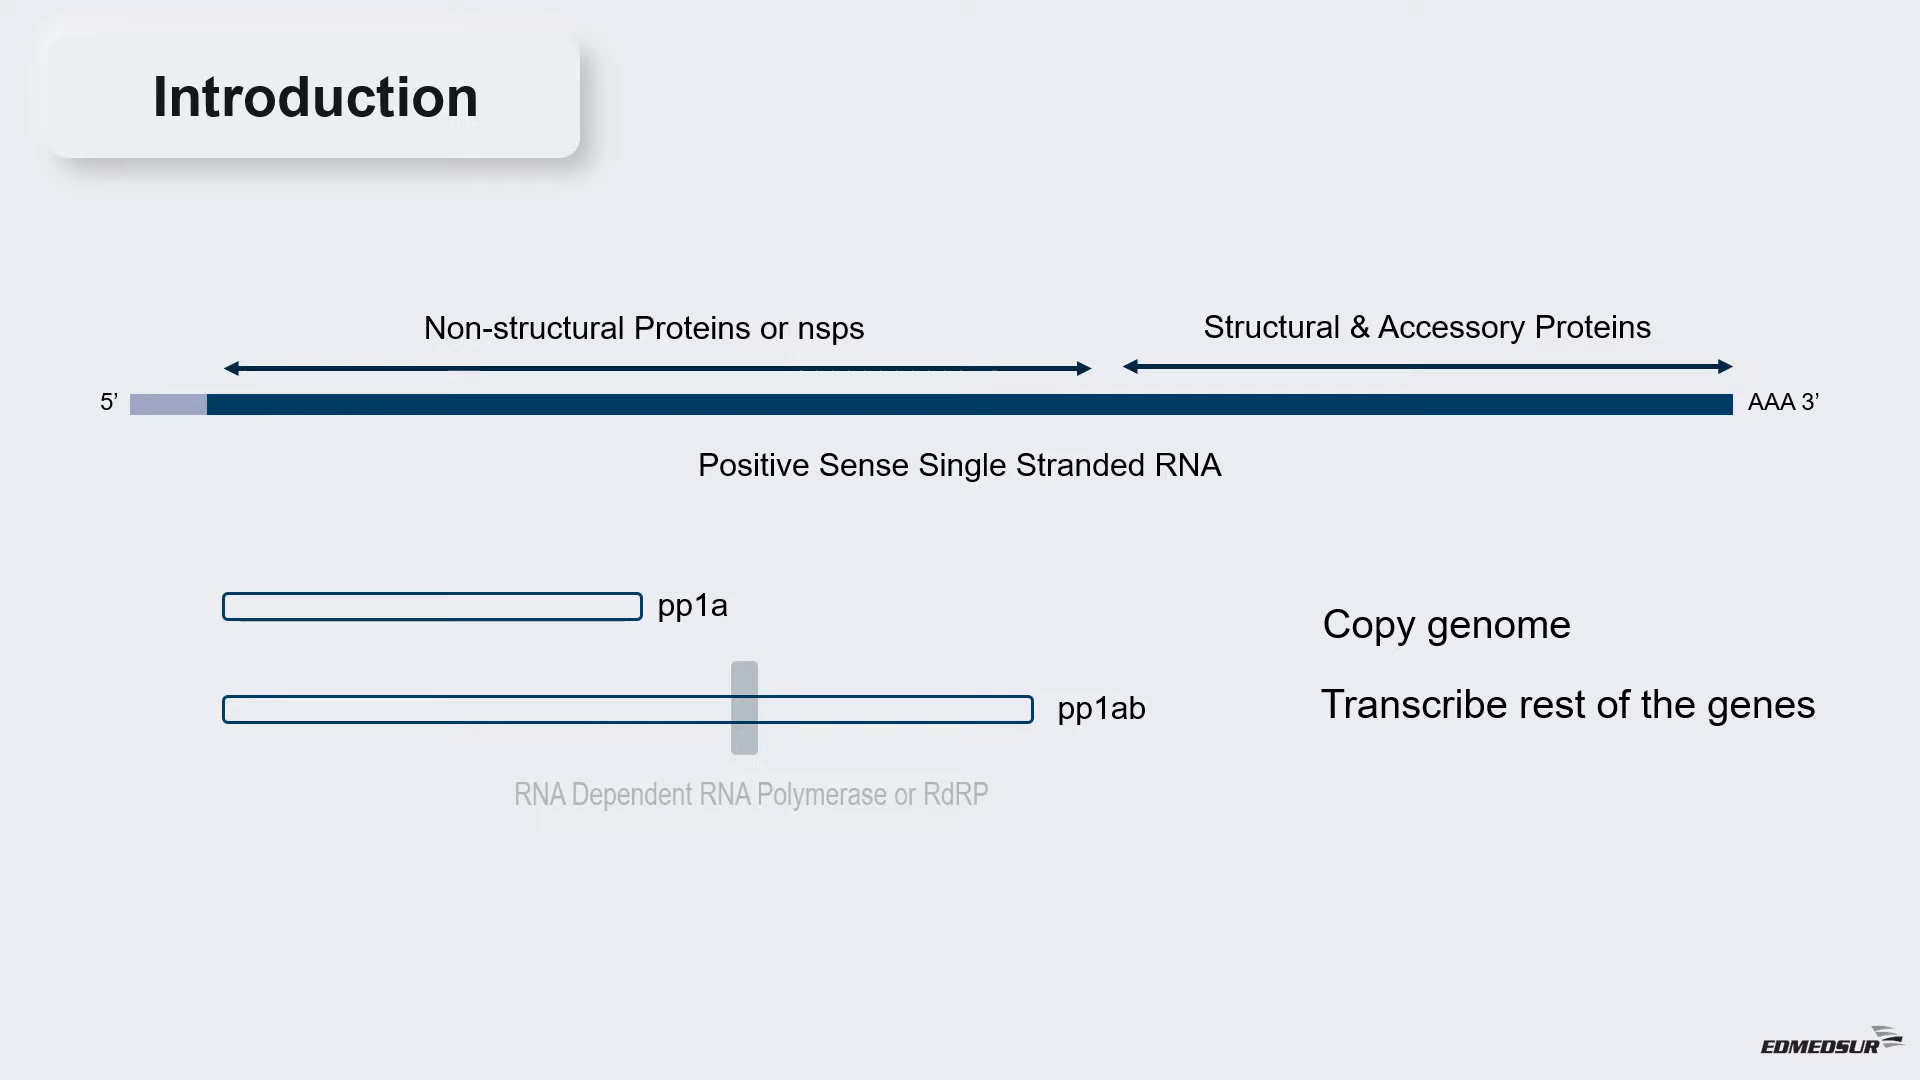 Introduction
Non-structural Proteins or nsps
Structural & Accessory Proteins
5’
AAA 3’
Positive Sense Single Stranded RNA
pp1a
Copy genome
pp1ab
Transcribe rest of the genes
RNA Dependent RNA Polymerase or RdRP
EDMEDSUR